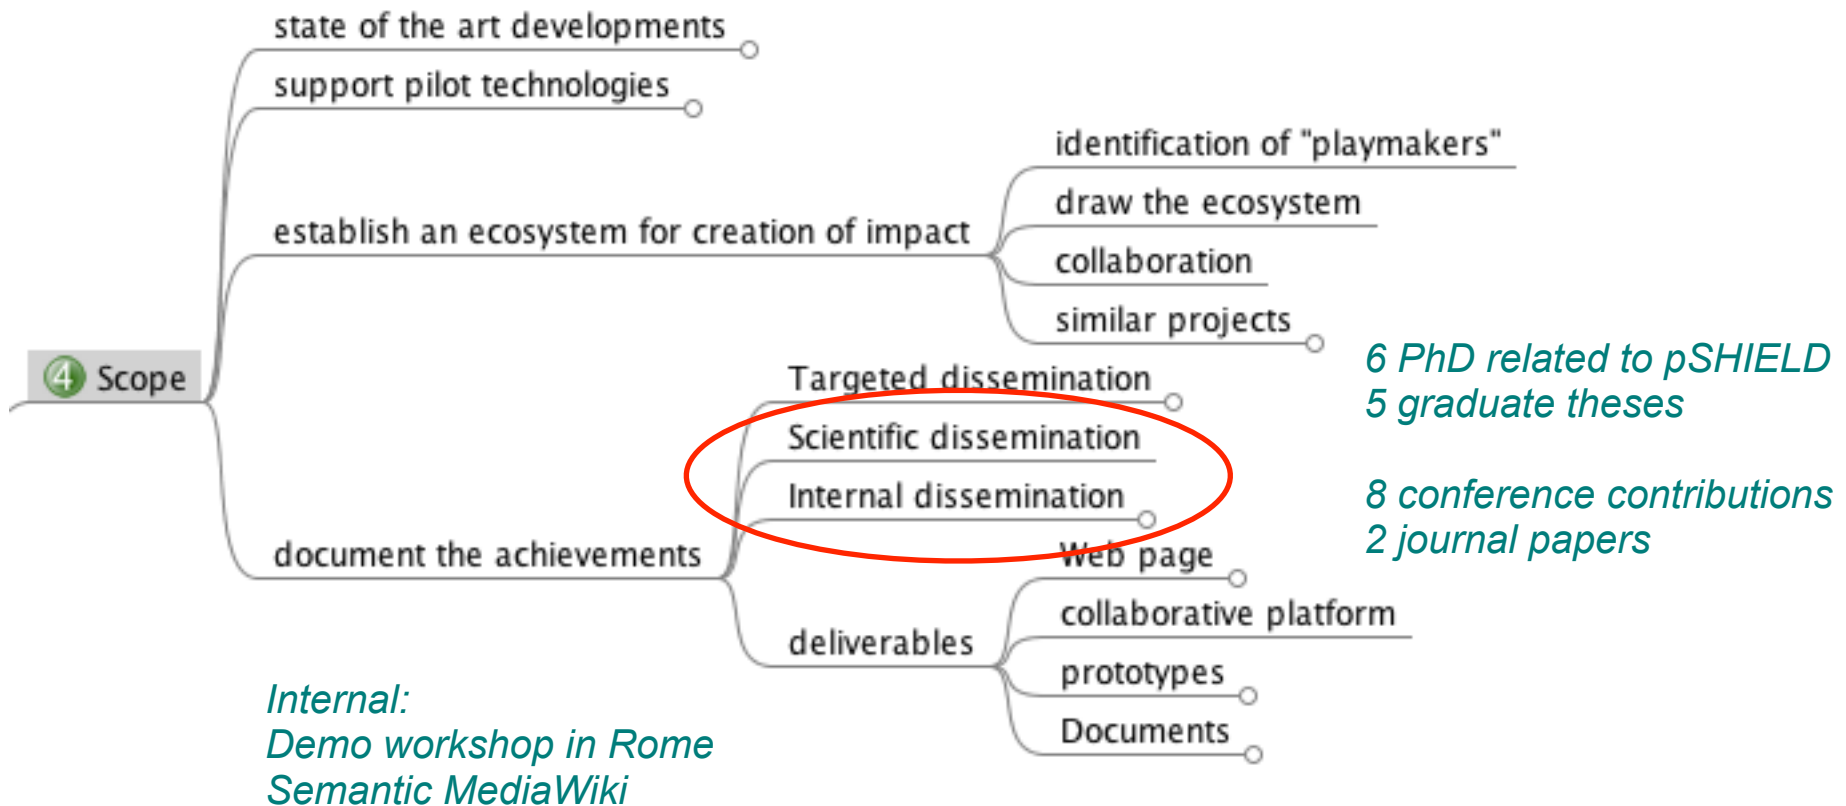 state of the art developments
support pilot technologies
identification of "playmakers"
draw the ecosystem
establish an ecosystem for creation of impact
collaboration
similar projects
4 Scope
Targeted dissemination
Scientific dissemination
Internal dissemination
document the achievements
Web page
collaborative platform
deliverables
prototypes
Documents
6 PhD related to pSHIELD
5 graduate theses
8 conference contributions
2 journal papers
Internal:
Demo workshop in Rome
Semantic MediaWiki